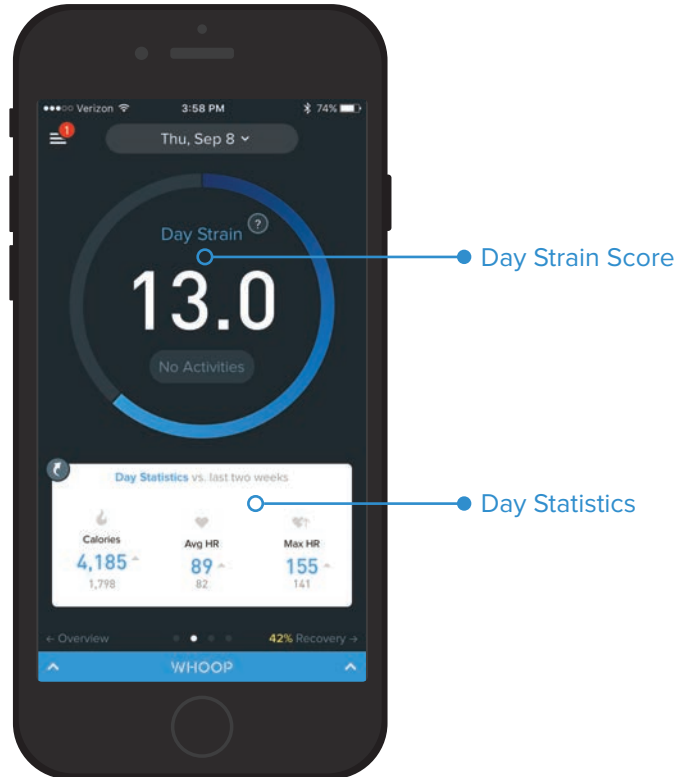 Verizon 3:58 PM 74%
1
Thu, Sep 8
Day Strain ?
Day Strain Score
13.0
No Activities
Day Statistics vs. last two weeks
Day Statistics
Calories Avg HR Max HR
4,185 89 155
1,798 82 141
← Overview 42% Recovery →
WHOOP